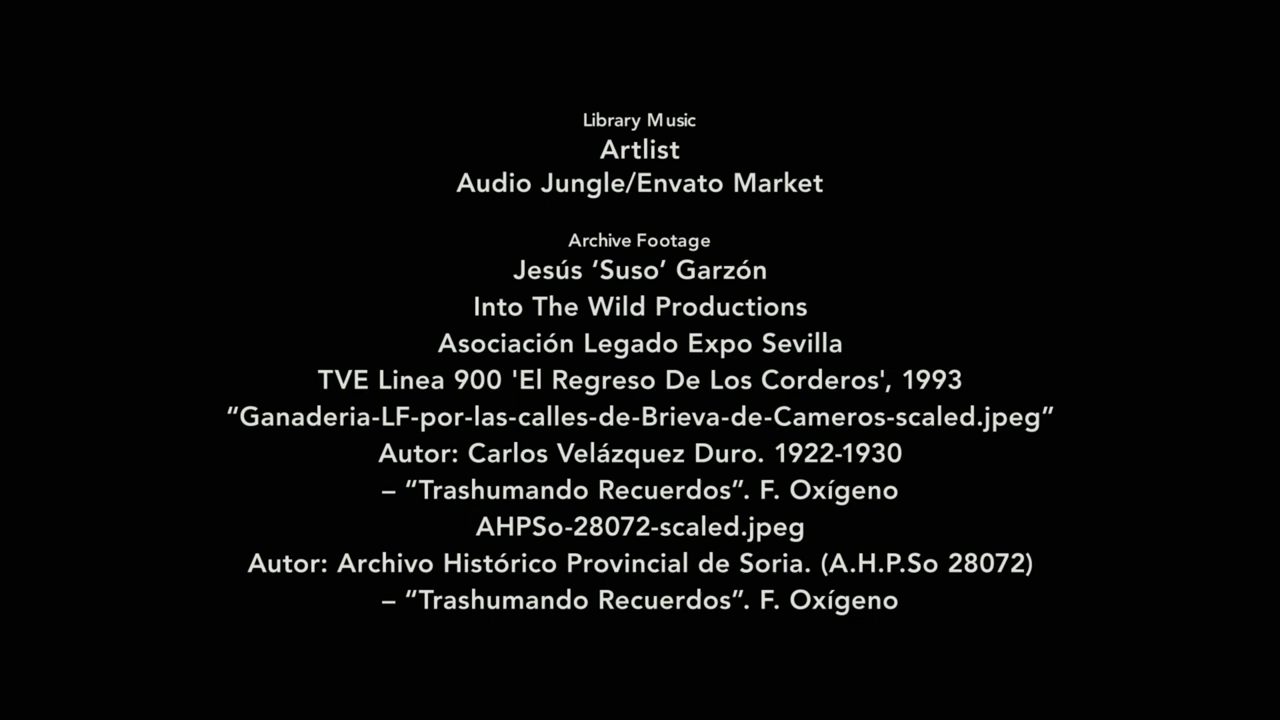 Library Music
Artlist
Audio Jungle/Envato Market
Archive Footage
Jesús ‘Suso’ Garzón
Into The Wild Productions
Asociación Legado Expo Sevilla
TVE Linea 900 'El Regreso De Los Corderos', 1993
“Ganaderia-LF-por-las-calles-de-Brieva-de-Cameros-scaled.jpeg”
Autor: Carlos Velázquez Duro. 1922-1930
– “Trashumando Recuerdos”. F. Oxígeno
AHPSo-28072-scaled.jpeg
Autor: Archivo Histórico Provincial de Soria. (A.H.P.So 28072)
– “Trashumando Recuerdos”. F. Oxígeno